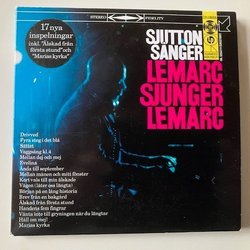 STEREO
FIDELITY
17 nya
inspelningar
inkl. "Älskad från
första stund" och
"Marias kyrka"
SJUTTON
SÅNGER
LEMARC
SJUNGER
LEMARC
Drivved
Fyra steg i det blå
Sällat
Vaggsång kl. 4
Mellan dej och mej
Evelina
Ända till september
Mellan månen och mitt fönster
Kort vals till min älskade
Vägen (låter oss längta)
Början på en lång historia
Brev från en bakgård
Älskad från första stund
Handens fem fingrar
Vänta inte till gryningen när du längtar
Håll om mej!
Marias kyrka